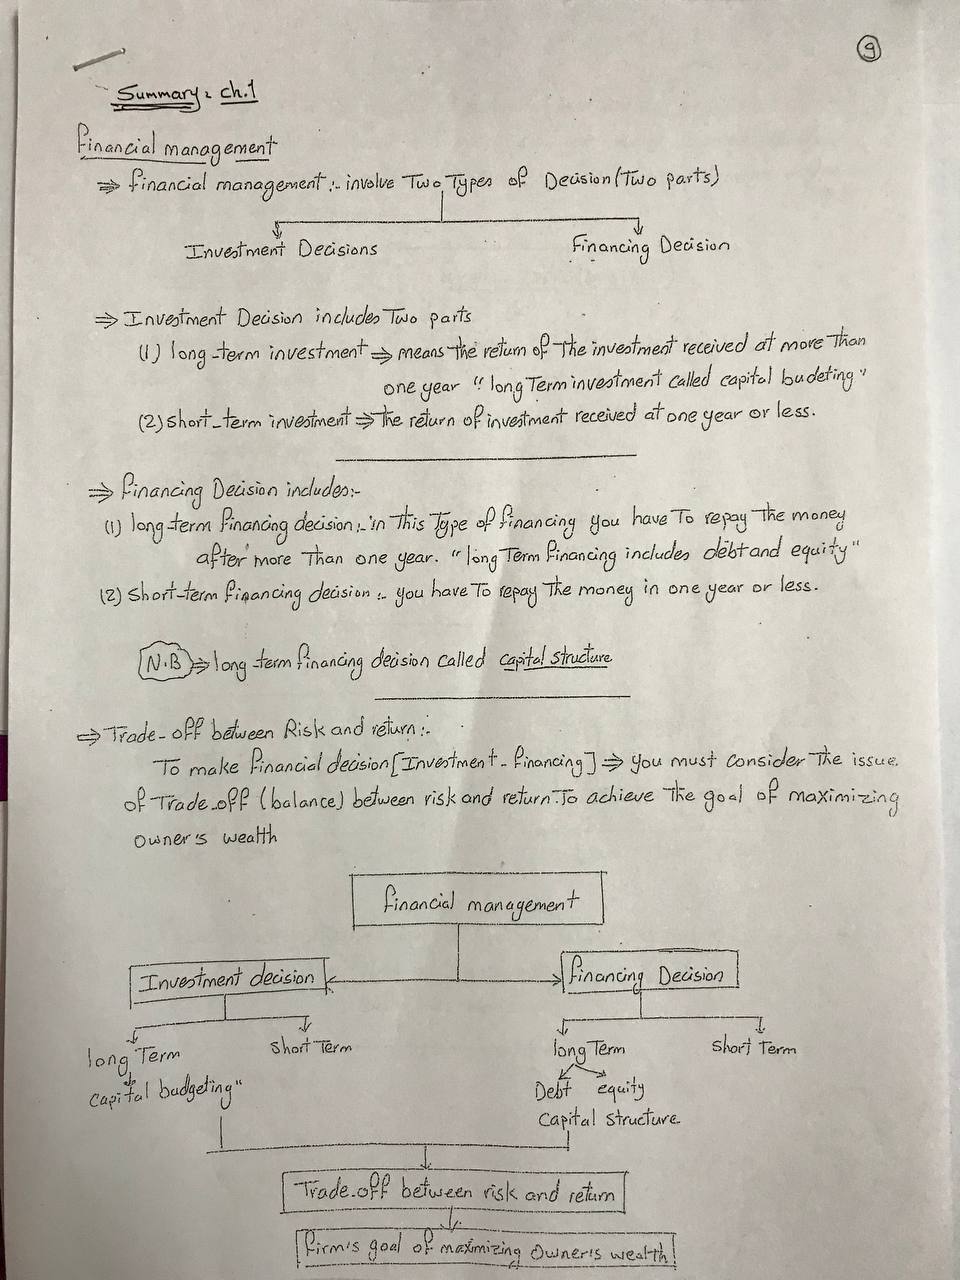 9
Summary: ch.1
Financial management
⇒ Financial management :- involve Two Types of Decision (Two parts)
Investment Decisions Financing Decision
⇒ Investment Decision includes Two parts
(1) long-term investment ⇒ means the return of The investment received at more Than
one year " long Term investment called capital budeting "
(2) short-term investment ⇒ The return of investment received at one year or less.
⇒ Financing Decision includes:-
(1) long-term financing decision :- in This Type of financing you have To repay The money
after more Than one year. "long Term financing includes debt and equity"
(2) Short-term financing decision :- you have To repay The money in one year or less.
N.B ⇒ long term financing decision called capital structure
⇒ Trade-off between Risk and return :-
To make financial decision [Investment - financing] ⇒ you must consider The issue
of Trade-off (balance) between risk and return To achieve The goal of maximizing
owner's wealth
Financial management
Investment decision Financing Decision
long Term short Term long Term short Term
capital budgeting" Debt equity
capital structure
Trade-off between risk and return
Firm's goal of maximizing owner's wealth